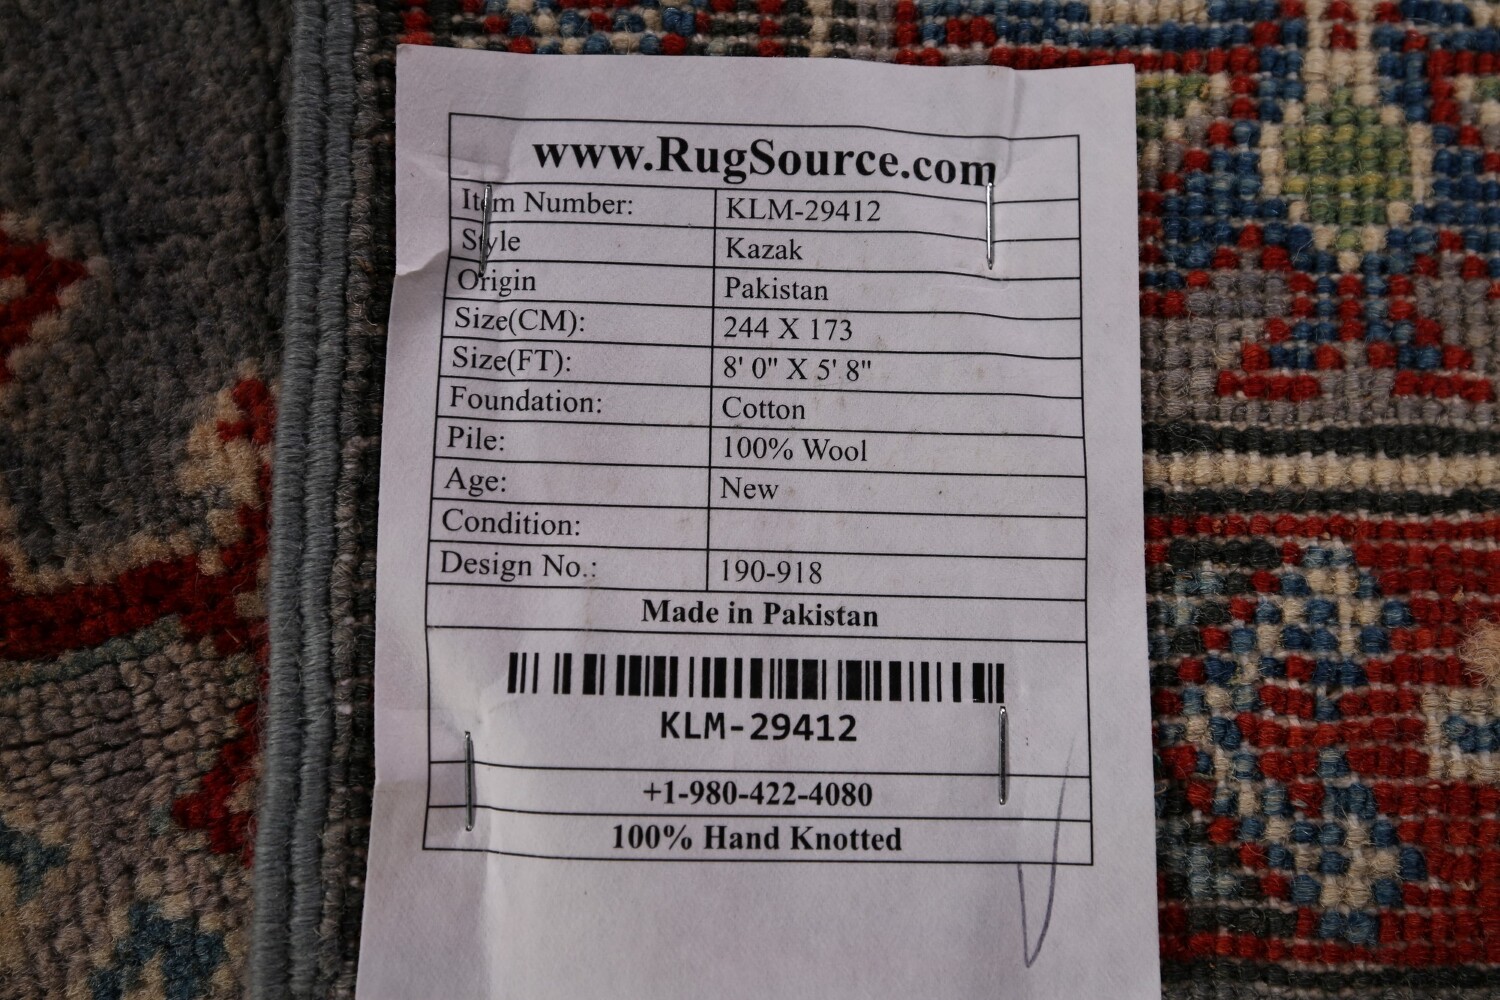 www.RugSource.com
Item Number: KLM-29412
Style Kazak
Origin Pakistan
Size(CM): 244 X 173
Size(FT): 8' 0" X 5' 8"
Foundation: Cotton
Pile: 100% Wool
Age: New
Condition:
Design No.: 190-918
Made in Pakistan
KLM-29412
+1-980-422-4080
100% Hand Knotted